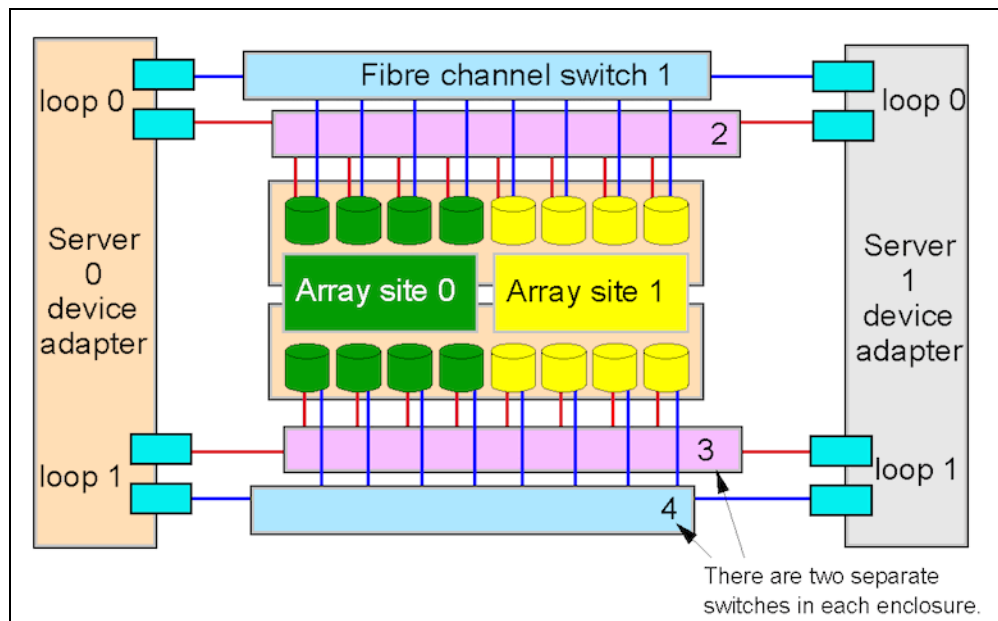 loop 0
Fibre channel switch 1
loop 0
2
Server
0
device
adapter
Array site 0
Array site 1
Server
1
device
adapter
loop 1
3
loop 1
4
There are two separate
switches in each enclosure.